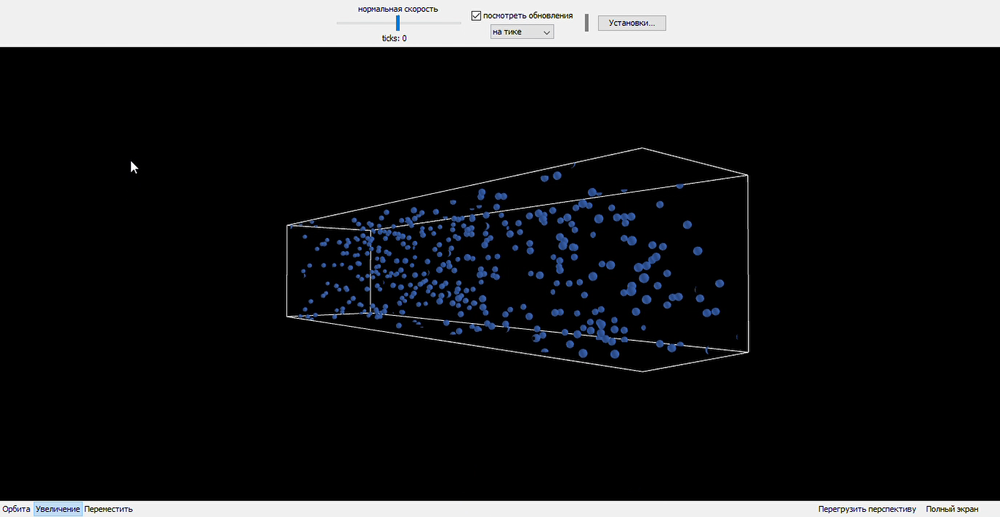 нормальная скорость
ticks: 0
посмотреть обновления
на тике
Установки...
Орбита Увеличение Переместить
Перегрузить перспективу Полный экран